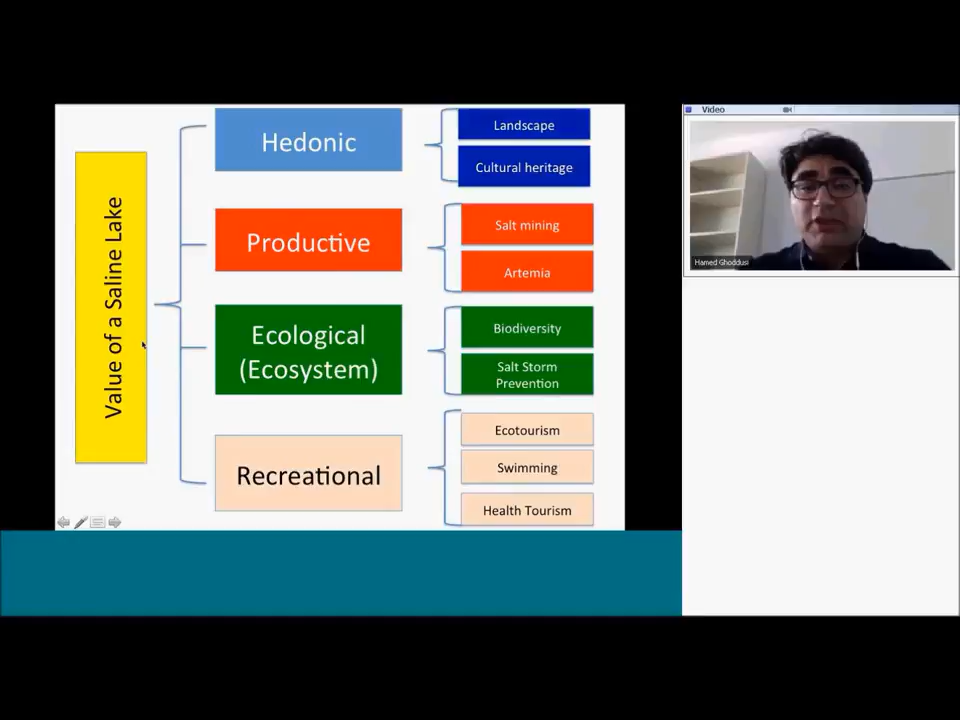 Value of a Saline Lake
Hedonic
Landscape
Cultural heritage
Productive
Salt mining
Artemia
Ecological
(Ecosystem)
Biodiversity
Salt Storm
Prevention
Recreational
Ecotourism
Swimming
Health Tourism
Video
Hamed Ghoddusi